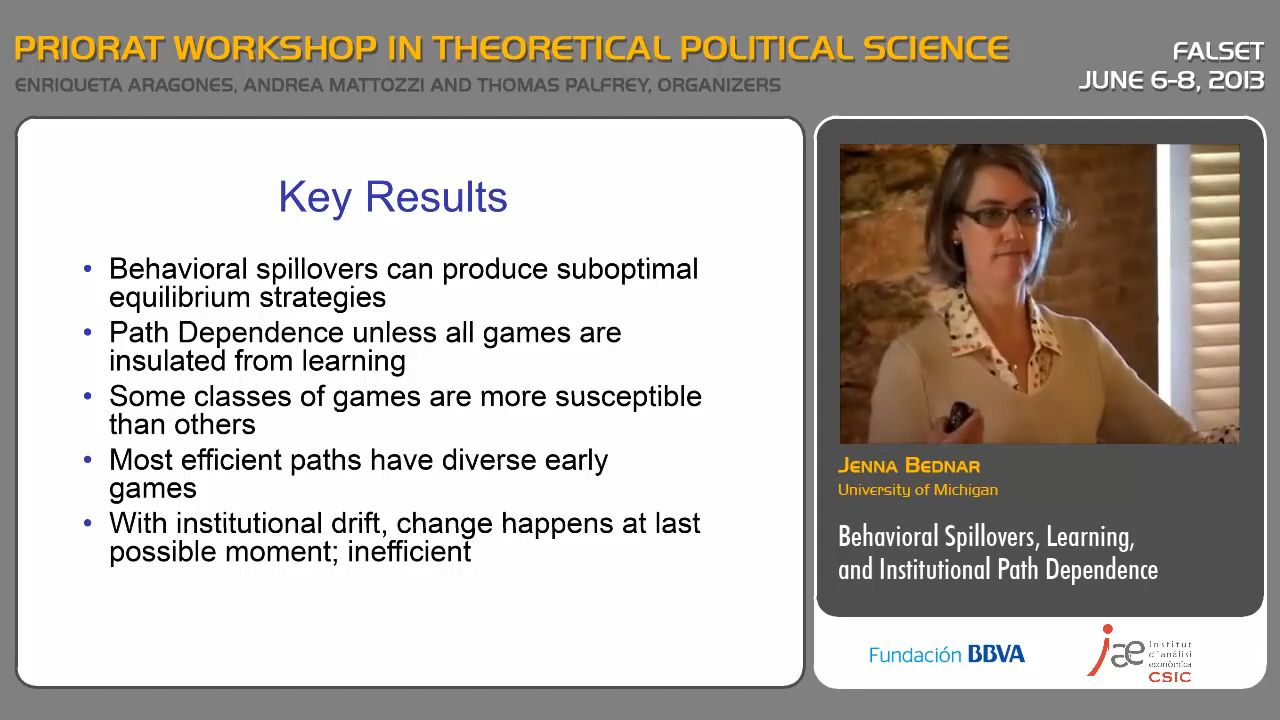 PRIORAT WORKSHOP IN THEORETICAL POLITICAL SCIENCE
ENRIQUETA ARAGONES, ANDREA MATTOZZI AND THOMAS PALFREY, ORGANIZERS
FALSET
JUNE 6-8, 2013
Key Results
• Behavioral spillovers can produce suboptimal
equilibrium strategies
• Path Dependence unless all games are
insulated from learning
• Some classes of games are more susceptible
than others
• Most efficient paths have diverse early
games
• With institutional drift, change happens at last
possible moment; inefficient
Jenna Bednar
University of Michigan
Behavioral Spillovers, Learning,
and Institutional Path Dependence
Fundación BBVA
iae
Institut
d'anàlisi
econòmica
CSIC